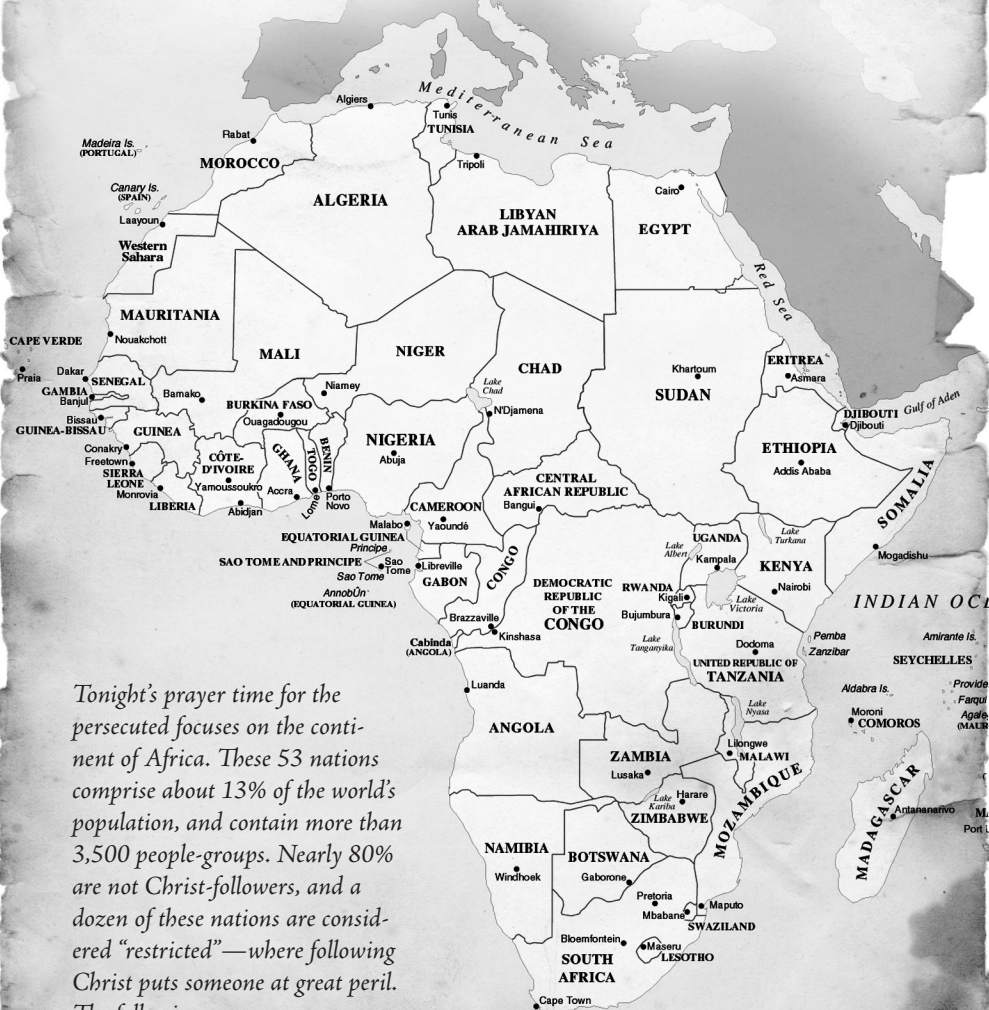 Mediterranean Sea
Algiers
Tunis
TUNISIA
Rabat
Madeira Is.
(PORTUGAL)
MOROCCO
Tripoli
Canary Is.
(SPAIN)
Cairo
ALGERIA
Laayoun
LIBYAN
ARAB JAMAHIRIYA
EGYPT
Western
Sahara
Red Sea
MAURITANIA
Nouakchott
CAPE VERDE
Praia
MALI
NIGER
CHAD
Khartoum
SUDAN
ERITREA
Asmara
Dakar
SENEGAL
GAMBIA
Banjul
Bamako
Niamey
Lake
Chad
N'Djamena
BURKINA FASO
Ouagadougou
Bissau
GUINEA-BISSAU
GUINEA
DJIBOUTI
Djibouti
Gulf of Aden
NIGERIA
Abuja
BENIN
TOGO
GHANA
Conakry
Freetown
SIERRA
LEONE
Monrovia
LIBERIA
CÔTE-
D'IVOIRE
Yamoussoukro
Abidjan
Accra
Lome
Porto
Novo
ETHIOPIA
Addis Ababa
SOMALIA
CENTRAL
AFRICAN REPUBLIC
Bangui
CAMEROON
Yaoundé
Malabo
EQUATORIAL GUINEA
Principe
SAO TOME AND PRINCIPE
Sao
Tome
Sao Tome
AnnobÛn
(EQUATORIAL GUINEA)
Libreville
GABON
CONGO
Lake
Albert
UGANDA
Kampala
Lake
Turkana
KENYA
Nairobi
Mogadishu
DEMOCRATIC
REPUBLIC
OF THE
CONGO
RWANDA
Kigali
Bujumbura
BURUNDI
Lake
Victoria
INDIAN OCE
Brazzaville
Kinshasa
Cabinda
(ANGOLA)
Lake
Tanganyika
Dodoma
UNITED REPUBLIC OF
TANZANIA
Pemba
Zanzibar
Amirante Is.
SEYCHELLES
Aldabra Is.
Provide
Farqu
Agale
(MAUR
Moroni
COMOROS
Luanda
ANGOLA
Lake
Nyasa
Lilongwe
MALAWI
ZAMBIA
Lusaka
Lake
Kariba
Harare
ZIMBABWE
MOZAMBIQUE
MADAGASCAR
Antananarivo
MA
Port L
NAMIBIA
Windhoek
BOTSWANA
Gaborone
Pretoria
Mbabane
Maputo
SWAZILAND
Bloemfontein
Maseru
LESOTHO
SOUTH
AFRICA
Cape Town
Tonight's prayer time for the
persecuted focuses on the conti-
nent of Africa. These 53 nations
comprise about 13% of the world's
population, and contain more than
3,500 people-groups. Nearly 80%
are not Christ-followers, and a
dozen of these nations are consid-
ered "restricted"—where following
Christ puts someone at great peril.